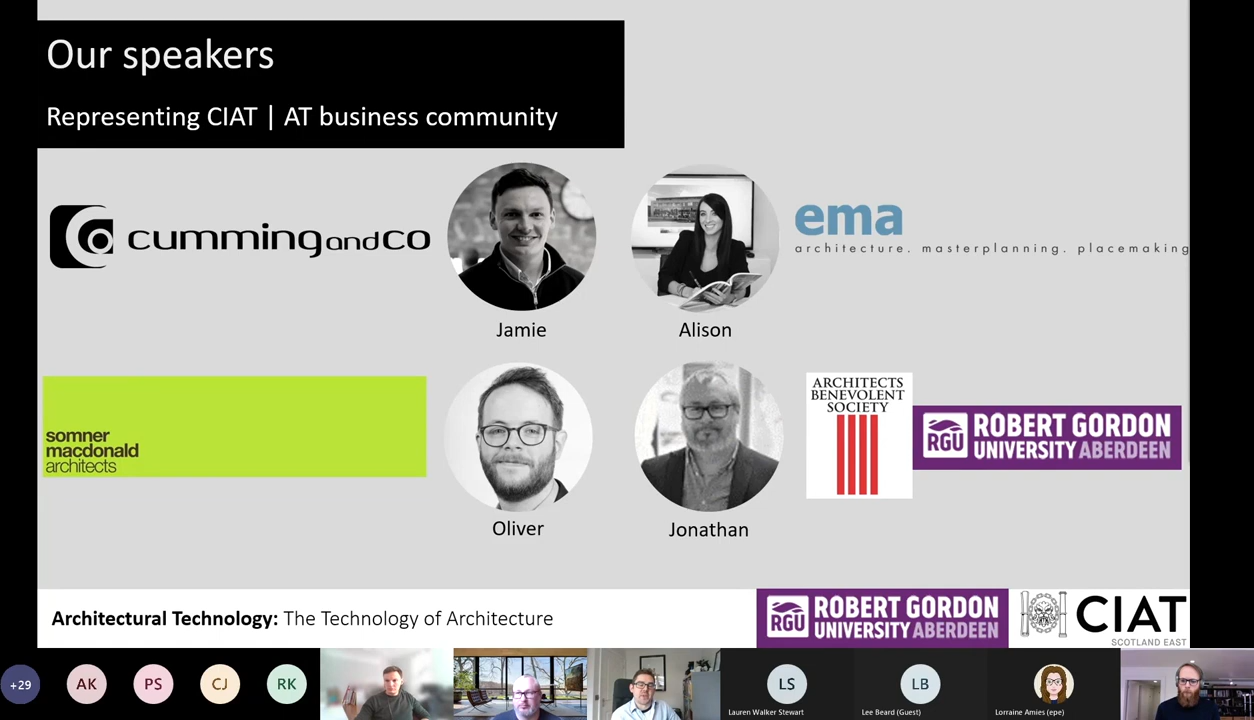 Our speakers
Representing CIAT | AT business community
cummingandco
Jamie
Alison
ema
architecture. masterplanning. placemaking
somner
macdonald
architects
Oliver
Jonathan
ARCHITECTS
BENEVOLENT
SOCIETY
RGU
ROBERT GORDON
UNIVERSITY ABERDEEN
Architectural Technology: The Technology of Architecture
RGU
ROBERT GORDON
UNIVERSITY ABERDEEN
CIAT
SCOTLAND EAST
+29
AK
PS
CJ
RK
LS
Lauren Walker Stewart
LB
Lee Beard (Guest)
Lorraine Amies (epe)